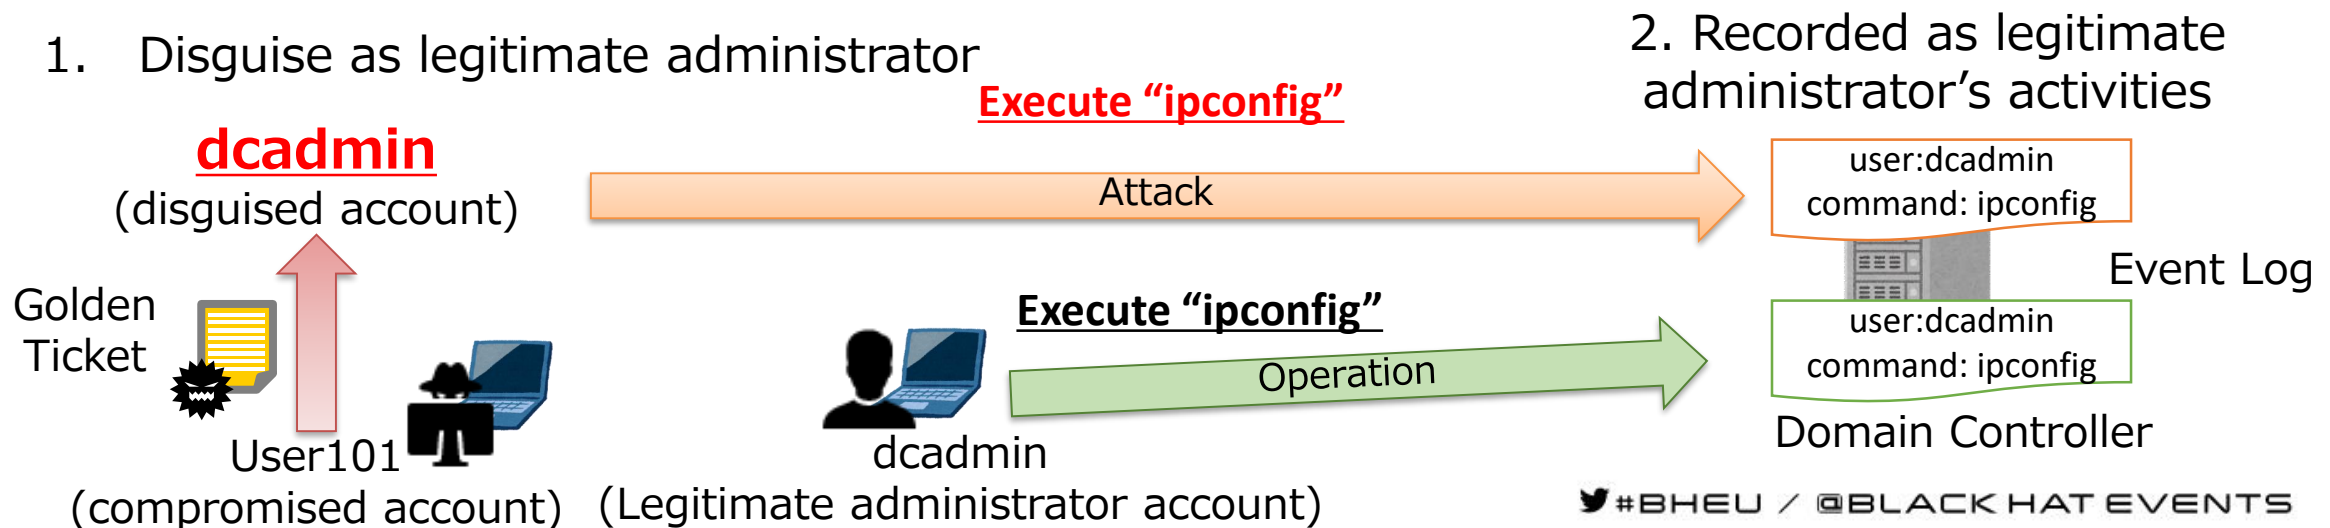 1. Disguise as legitimate administrator
2. Recorded as legitimate
administrator’s activities
Execute “ipconfig”
dcadmin
(disguised account)
Attack
user:dcadmin
command: ipconfig
Event Log
Golden
Ticket
Execute “ipconfig”
Operation
user:dcadmin
command: ipconfig
Domain Controller
User101
(compromised account)
dcadmin
(Legitimate administrator account)
#BHEU / @BLACK HAT EVENTS